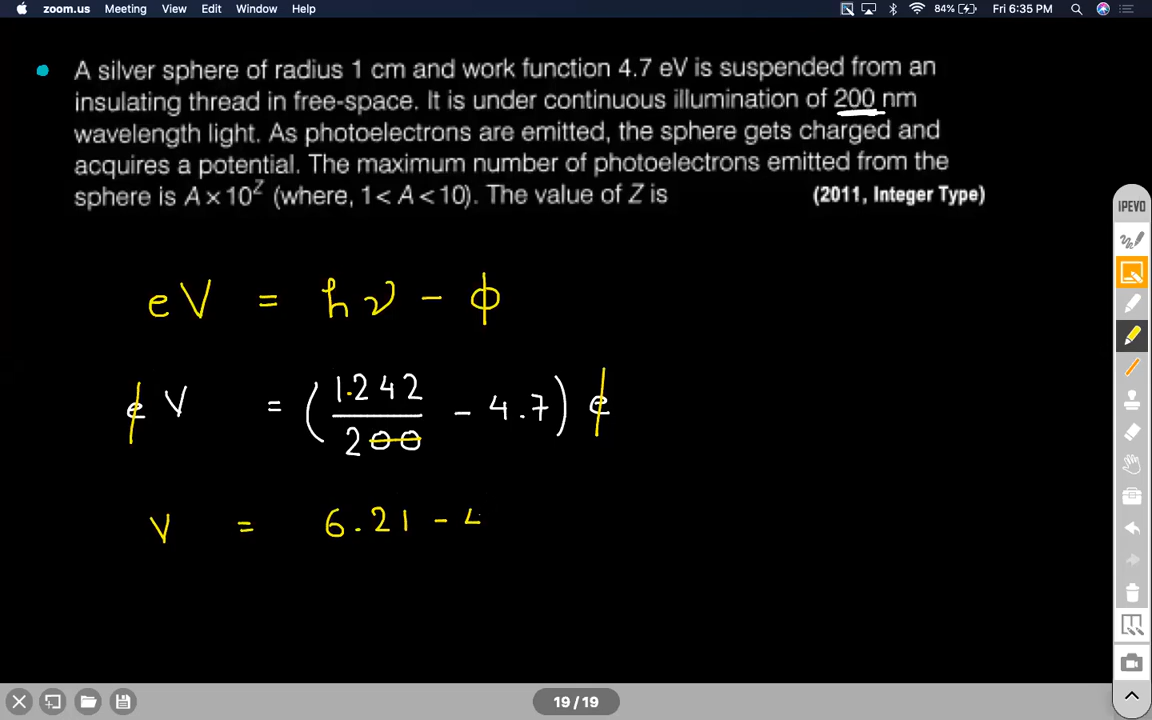 zoom.us Meeting View Edit Window Help 84% Fri 6:35 PM
A silver sphere of radius 1 cm and work function 4.7 eV is suspended from an
insulating thread in free-space. It is under continuous illumination of 200 nm
wavelength light. As photoelectrons are emitted, the sphere gets charged and
acquires a potential. The maximum number of photoelectrons emitted from the
sphere is A × 10^Z (where, 1 < A < 10). The value of Z is (2011, Integer Type)
IPEVO
eV = hν - ϕ
eV = (1.242/200 - 4.7) e
V = 6.21 - 4
19 / 19